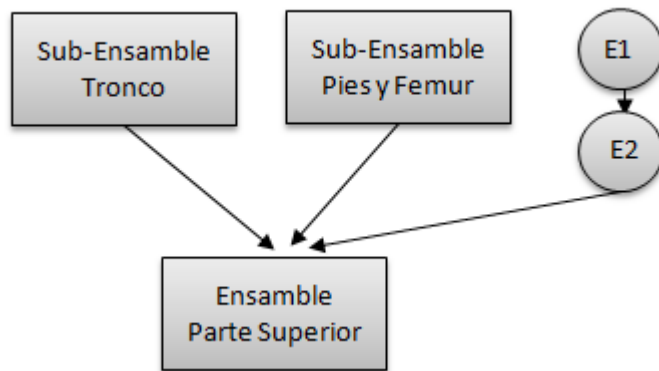 Sub-Ensamble
Tronco
Sub-Ensamble
Pies y Femur
E1
E2
Ensamble
Parte Superior